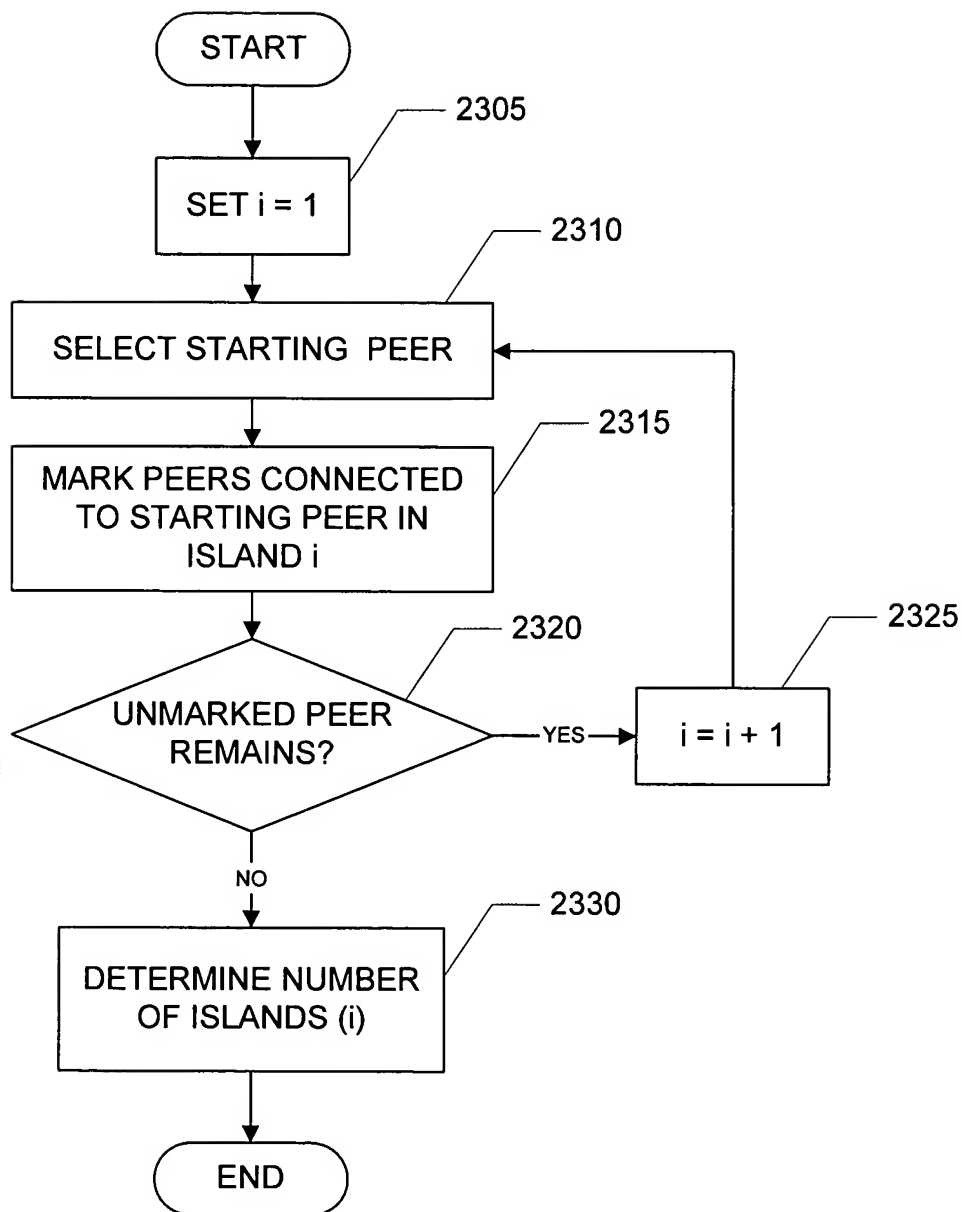 START
2305
SET i = 1
2310
SELECT STARTING PEER
2315
MARK PEERS CONNECTED
TO STARTING PEER IN
ISLAND i
2320
UNMARKED PEER
REMAINS?
YES
2325
i = i + 1
NO
2330
DETERMINE NUMBER
OF ISLANDS (i)
END